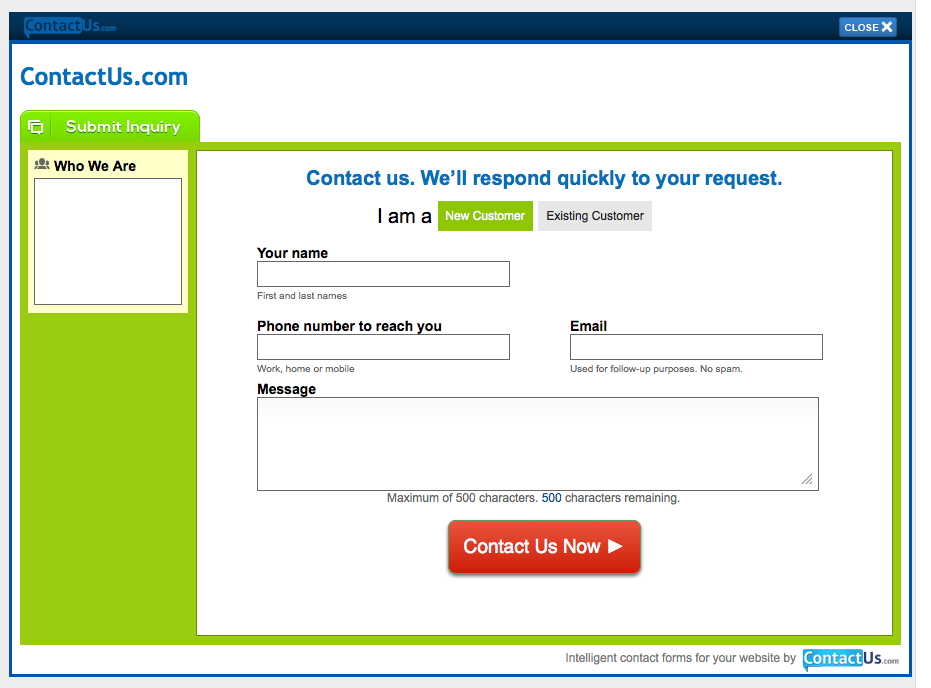 ContactUs.com
CLOSE
ContactUs.com
Submit Inquiry
Who We Are
Contact us. We'll respond quickly to your request.
I am a New Customer Existing Customer
Your name
First and last names
Phone number to reach you Email
Work, home or mobile Used for follow-up purposes. No spam.
Message
Maximum of 500 characters. 500 characters remaining.
Contact Us Now
Intelligent contact forms for your website by ContactUs.com